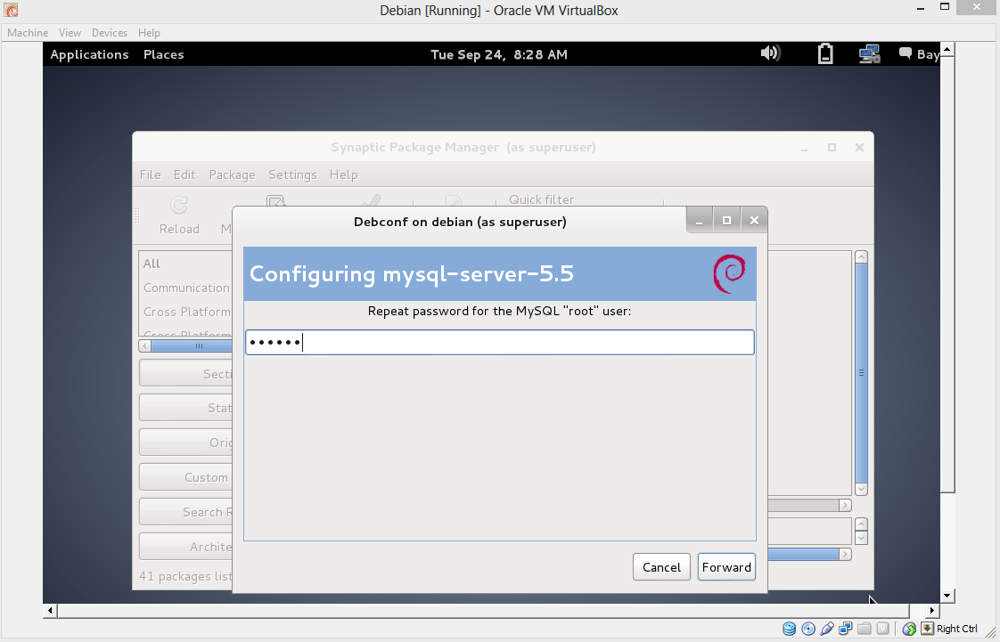 Debian [Running] - Oracle VM VirtualBox
Machine View Devices Help
Applications Places Tue Sep 24, 8:28 AM Bay
Synaptic Package Manager (as superuser)
File Edit Package Settings Help
Quick filter
Reload M
Debconf on debian (as superuser)
Configuring mysql-server-5.5
Repeat password for the MySQL "root" user:
••••••
All
Communication
Cross Platform
Cross Platform
Secti
Stat
Orig
Custom
Search R
Archite
41 packages list
Cancel Forward
Right Ctrl